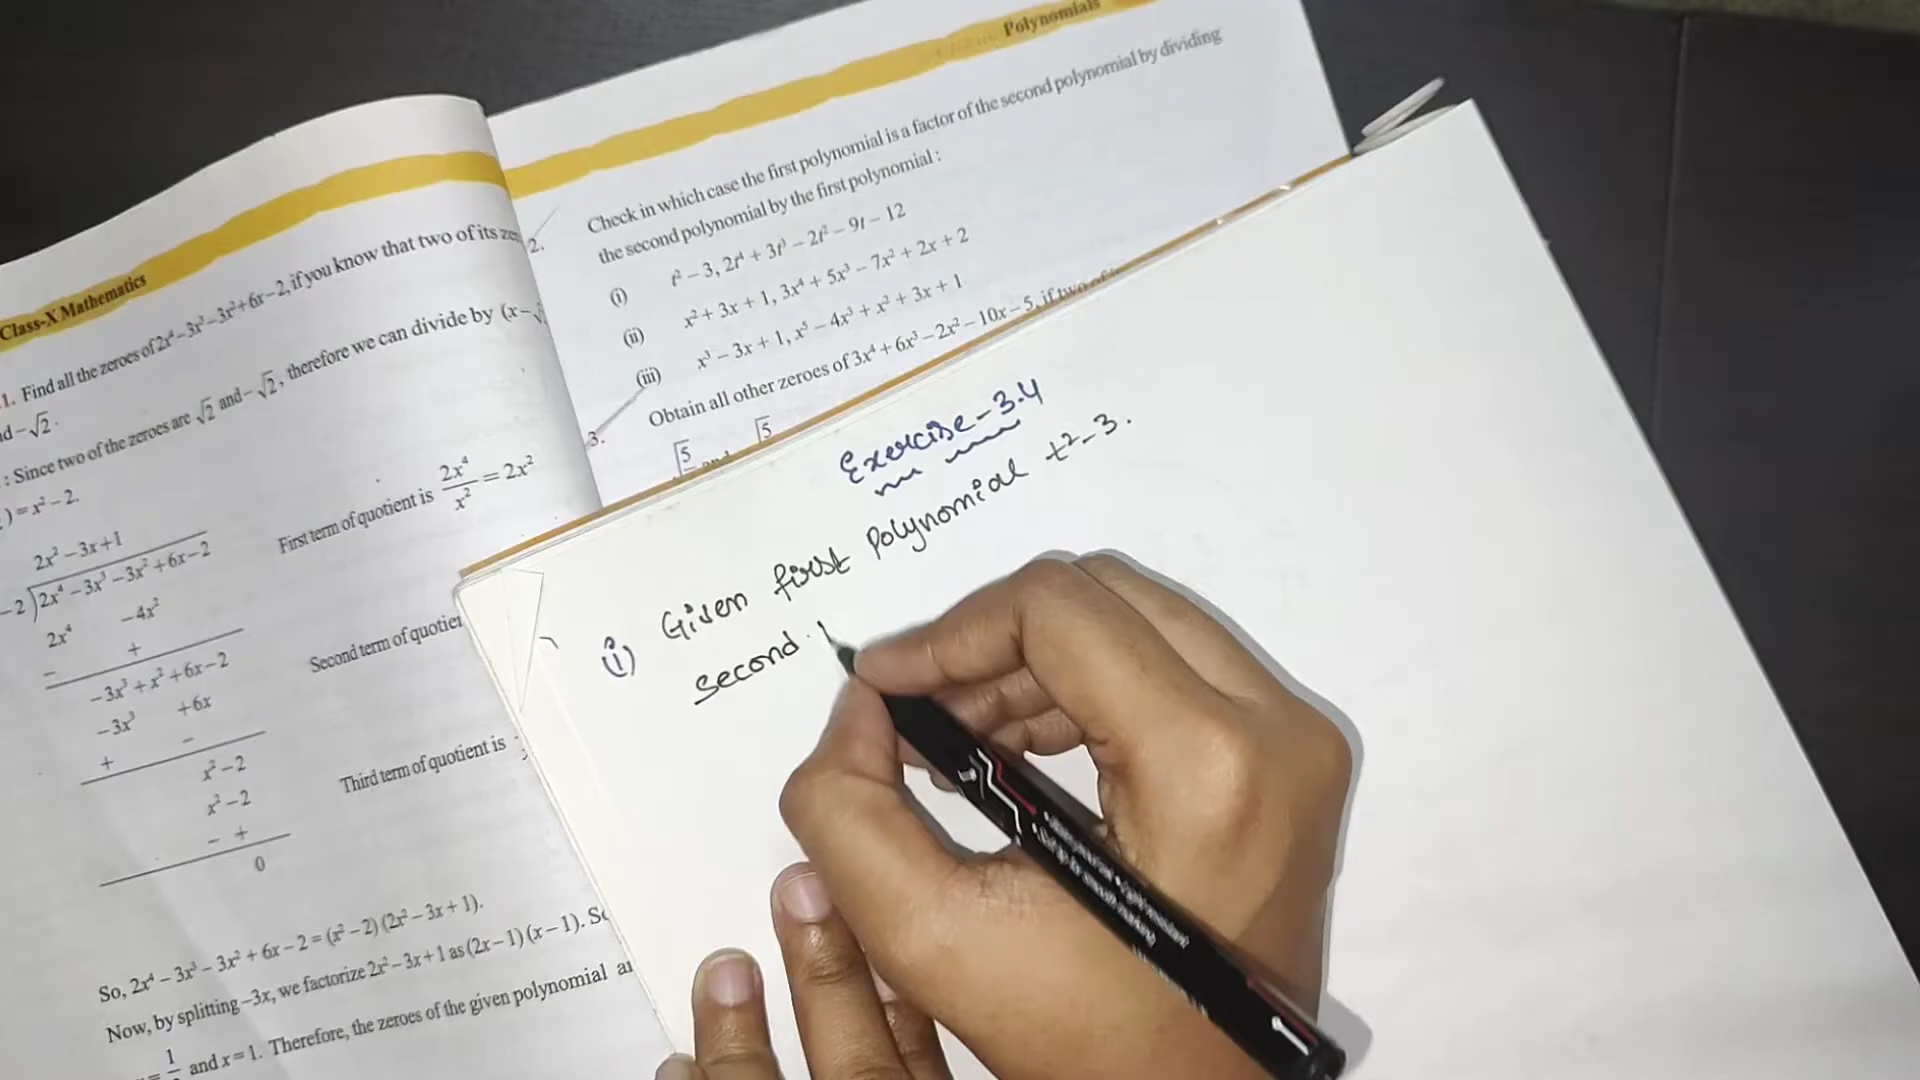 Class-X Mathematics
1. Find all the zeroes of 2x⁴ – 3x³ – 3x² + 6x – 2, if you know that two of its
– √2.
: Since two of the zeroes are √2 and – √2, therefore we can divide by (x –
) = x² – 2.
2x² – 3x + 1
– 2 ) 2x⁴ – 3x³ – 3x² + 6x – 2
First term of quotient is 2x⁴/x² = 2x²
2x⁴ – 4x²
– +
– 3x³ + x² + 6x – 2
Second term of
– 3x³ + 6x
+ –
x² – 2
Third term of quotient is
x² – 2
– +
0
So, 2x⁴ – 3x³ – 3x² + 6x – 2 = (x² – 2) (2x² – 3x + 1).
Now, by splitting –3x, we factorize 2x² – 3x + 1 as (2x – 1) (x – 1).
and x = 1. Therefore, the zeroes of the given polynomial
Polynomials
2. Check in which case the first polynomial is a factor of the second polynomial by dividing
the second polynomial by the first polynomial :
(i) t² – 3, 2t⁴ + 3t³ – 2t² – 9t – 12
(ii) x² + 3x + 1, 3x⁴ + 5x³ – 7x² + 2x + 2
(iii) x³ – 3x + 1, x⁵ – 4x³ + x² + 3x + 1
3. Obtain all other zeroes of 3x⁴ + 6x³ – 2x² – 10x – 5, if two of
Exercise - 3.4
(i) Given first Polynomial t² - 3.
second